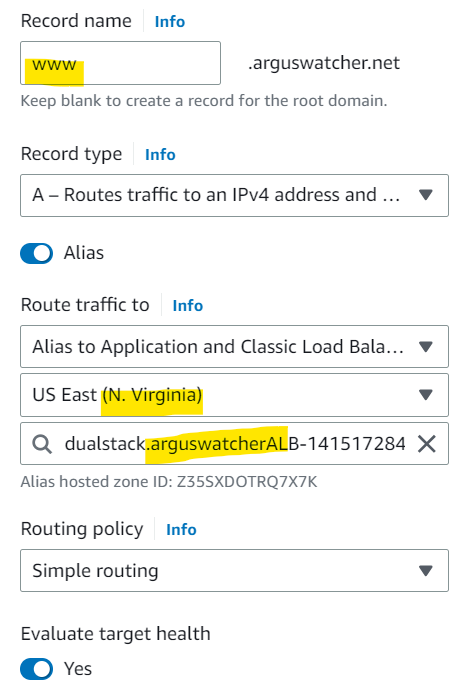 Record name Info
www .arguswatcher.net
Keep blank to create a record for the root domain.
Record type Info
A – Routes traffic to an IPv4 address and ...
Alias
Route traffic to Info
Alias to Application and Classic Load Bala...
US East (N. Virginia)
dualstack.arguswatcherALB-141517284
Alias hosted zone ID: Z35SXDOTRQ7X7K
Routing policy Info
Simple routing
Evaluate target health
Yes